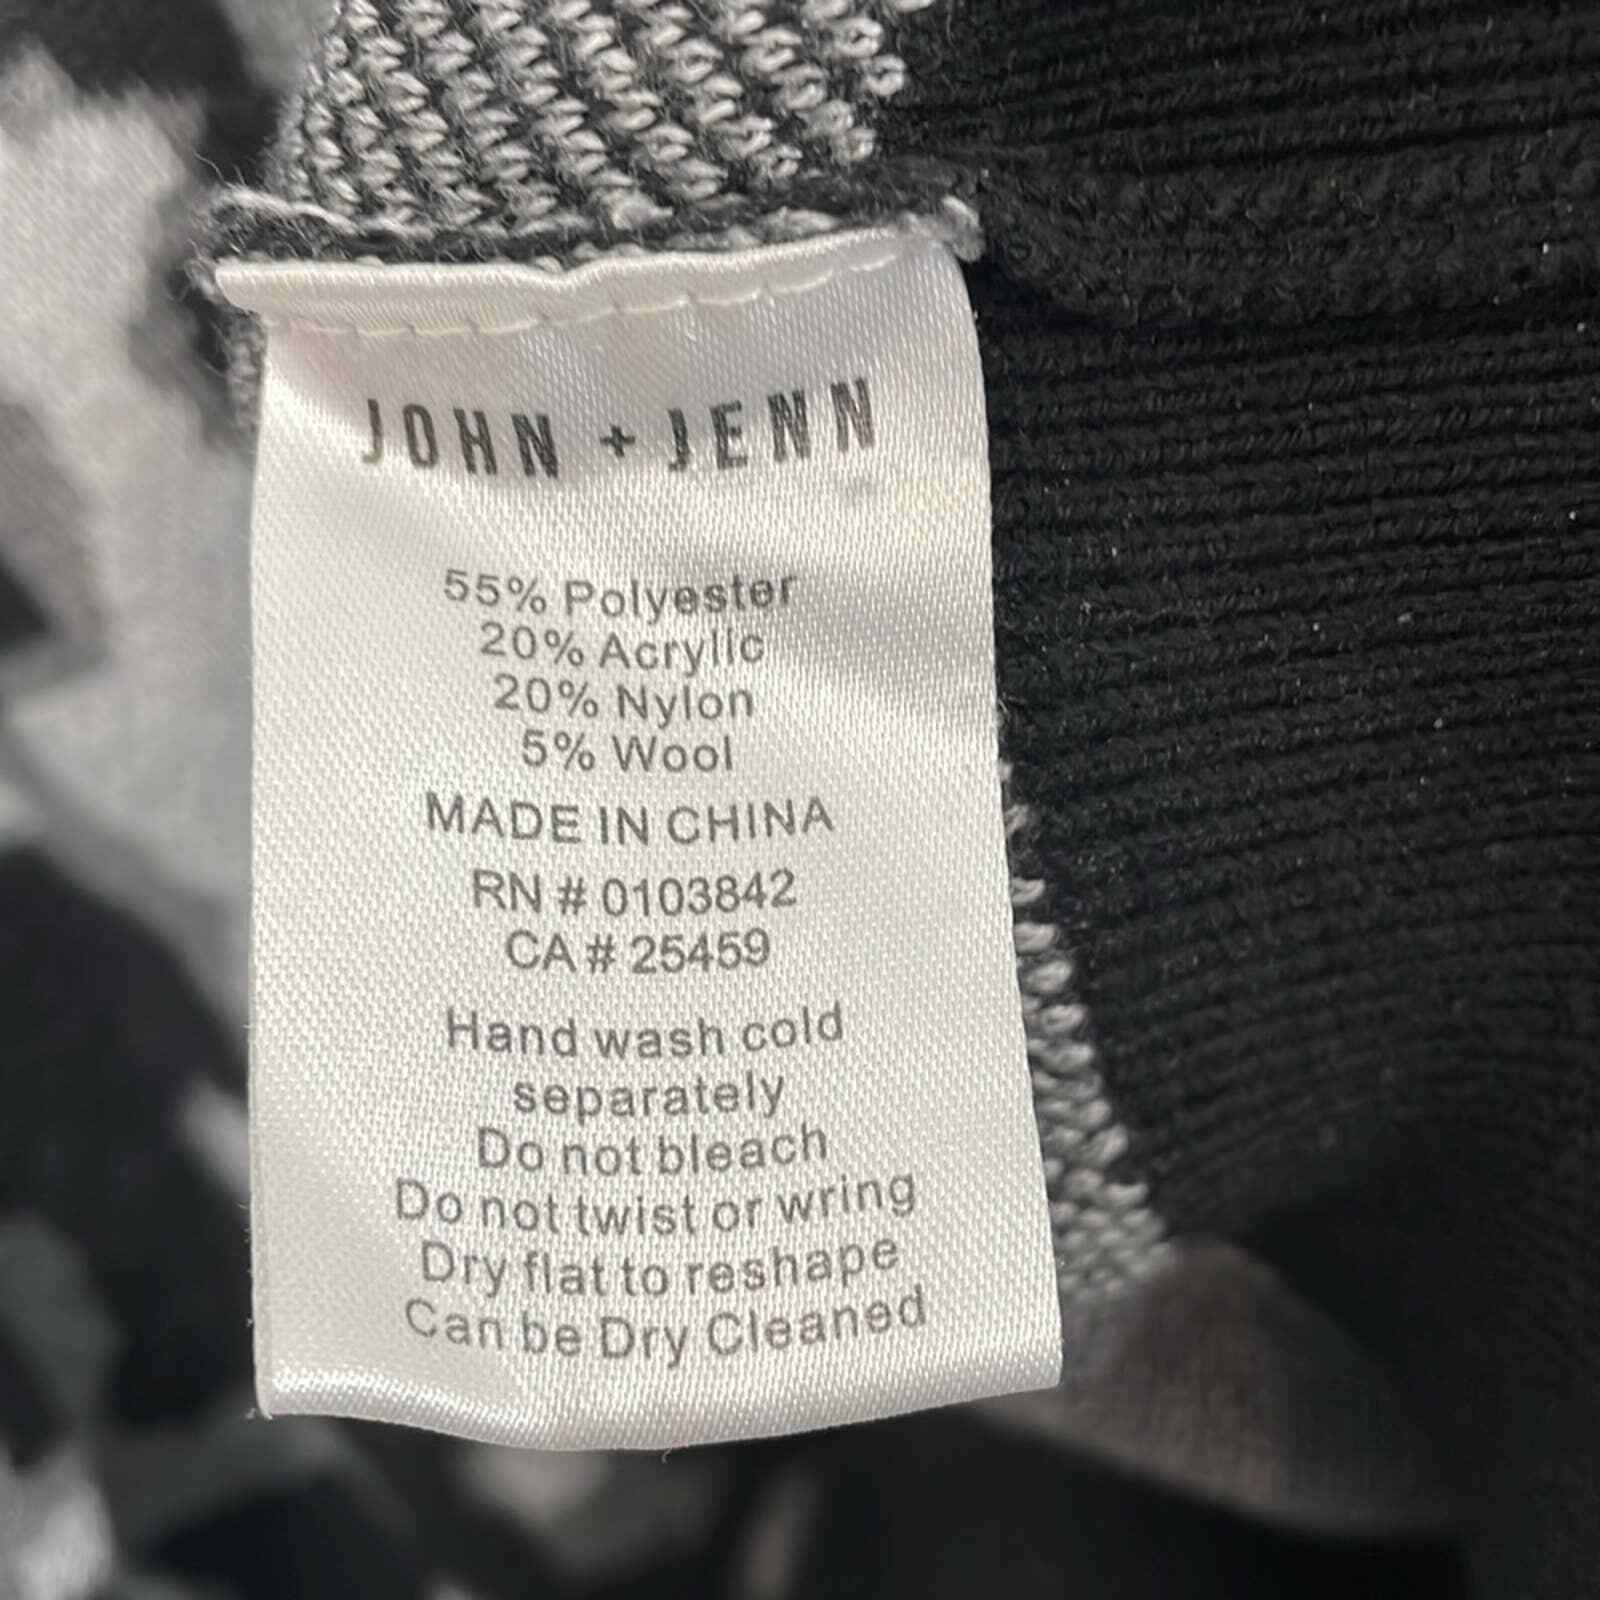 JOHN + JENN
55% Polyester
20% Acrylic
20% Nylon
5% Wool
MADE IN CHINA
RN # 0103842
CA # 25459
Hand wash cold
separately
Do not bleach
Do not twist or wring
Dry flat to reshape
Can be Dry Cleaned